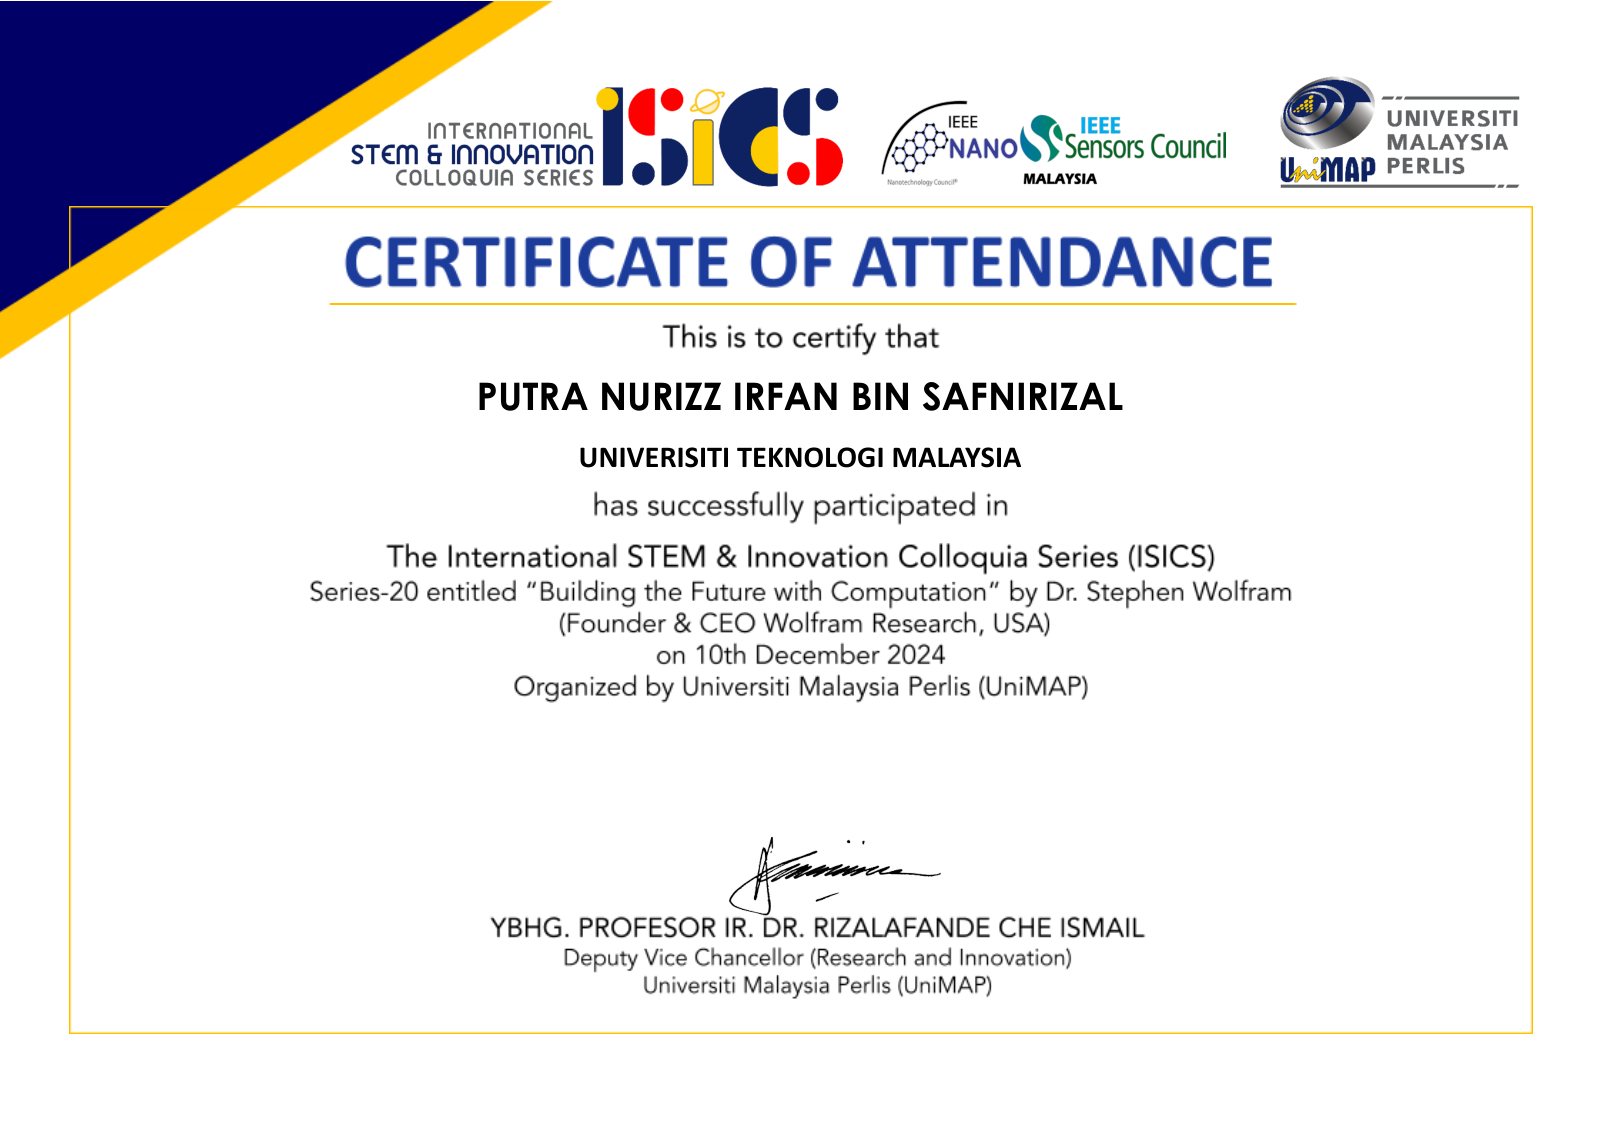 INTERNATIONAL
STEM & INNOVATION
COLLOQUIA SERIES
ISiCS
IEEE
NANO
Nanotechnology Council®
IEEE
Sensors Council
MALAYSIA
UniMAP
UNIVERSITI
MALAYSIA
PERLIS
CERTIFICATE OF ATTENDANCE
This is to certify that
PUTRA NURIZZ IRFAN BIN SAFNIRIZAL
UNIVERISITI TEKNOLOGI MALAYSIA
has successfully participated in
The International STEM & Innovation Colloquia Series (ISICS)
Series-20 entitled “Building the Future with Computation” by Dr. Stephen Wolfram
(Founder & CEO Wolfram Research, USA)
on 10th December 2024
Organized by Universiti Malaysia Perlis (UniMAP)
YBHG. PROFESOR IR. DR. RIZALAFANDE CHE ISMAIL
Deputy Vice Chancellor (Research and Innovation)
Universiti Malaysia Perlis (UniMAP)